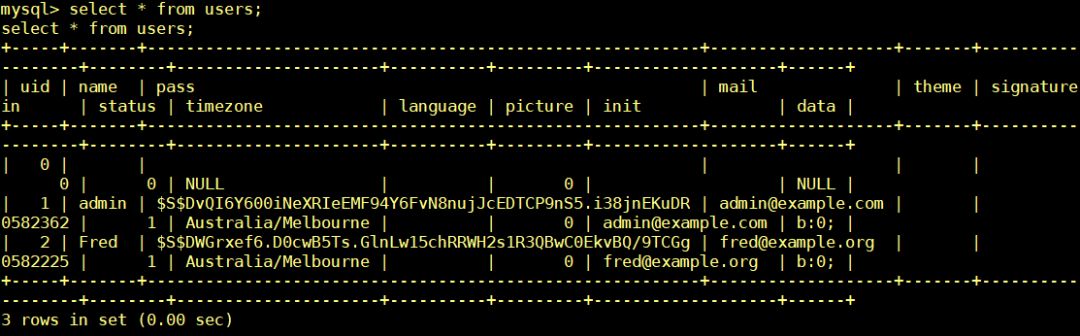 mysql> select * from users;
select * from users;
+-----+-------+---------------------------------------------------------+-------------------+-------+----------
--------+--------+---------------------+----------+---------+-------------------+------+
| uid | name | pass | mail | theme | signature
in | status | timezone | language | picture | init | data |
+-----+-------+---------------------------------------------------------+-------------------+-------+----------
--------+--------+---------------------+----------+---------+-------------------+------+
| 0 | | | | |
0 | 0 | NULL | | 0 | | NULL |
| 1 | admin | $S$DvQI6Y600iNeXRIeEMF94Y6FvN8nujJcEDTCP9nS5.i38jnEKuDR | admin@example.com | |
0582362 | 1 | Australia/Melbourne | | 0 | admin@example.com | b:0; |
| 2 | Fred | $S$DWGrxef6.D0cwB5Ts.GlnLw15chRRWH2s1R3QBwC0EkvBQ/9TCGg | fred@example.org | |
0582225 | 1 | Australia/Melbourne | | 0 | fred@example.org | b:0; |
+-----+-------+---------------------------------------------------------+-------------------+-------+----------
--------+--------+---------------------+----------+---------+-------------------+------+
3 rows in set (0.00 sec)